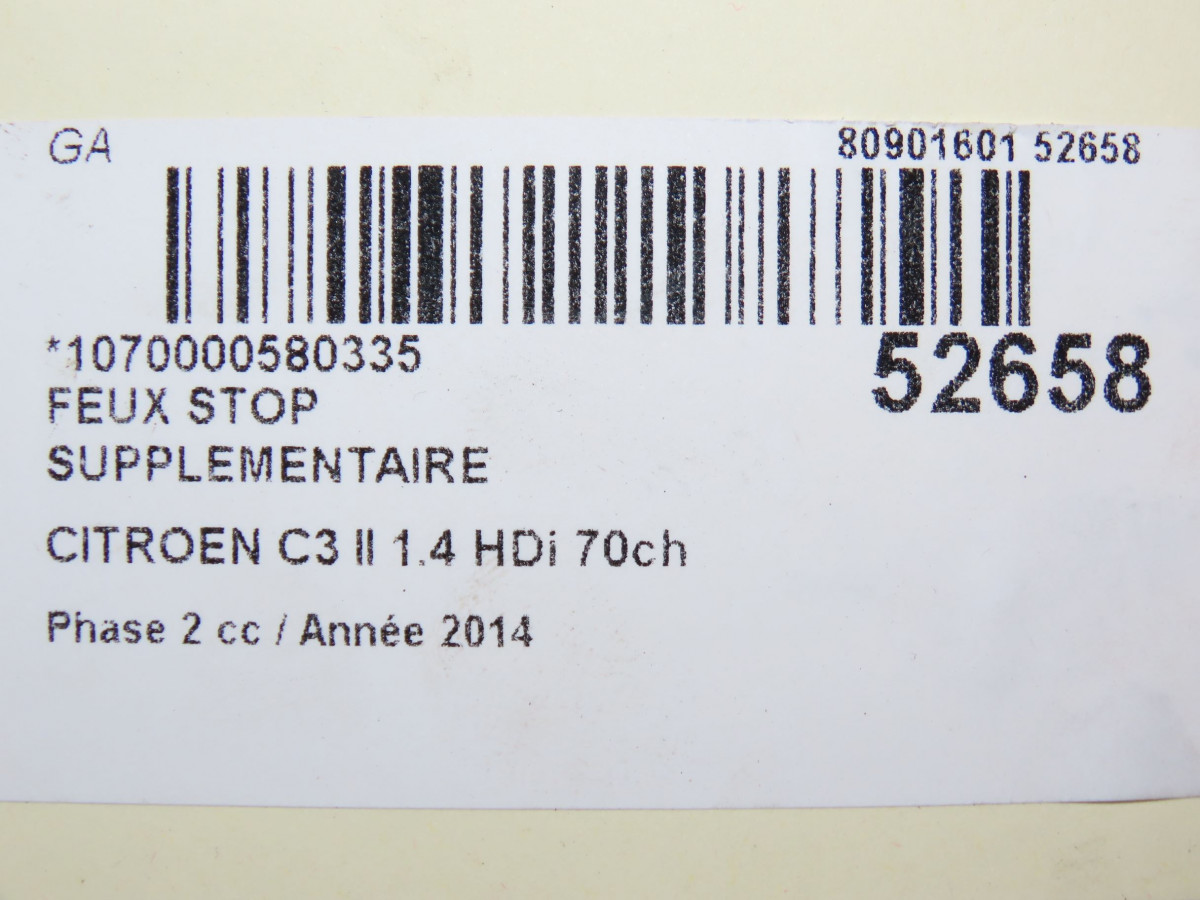 GA 80901601 52658
*1070000580335 52658
FEUX STOP
SUPPLEMENTAIRE
CITROEN C3 II 1.4 HDi 70ch
Phase 2 cc / Année 2014